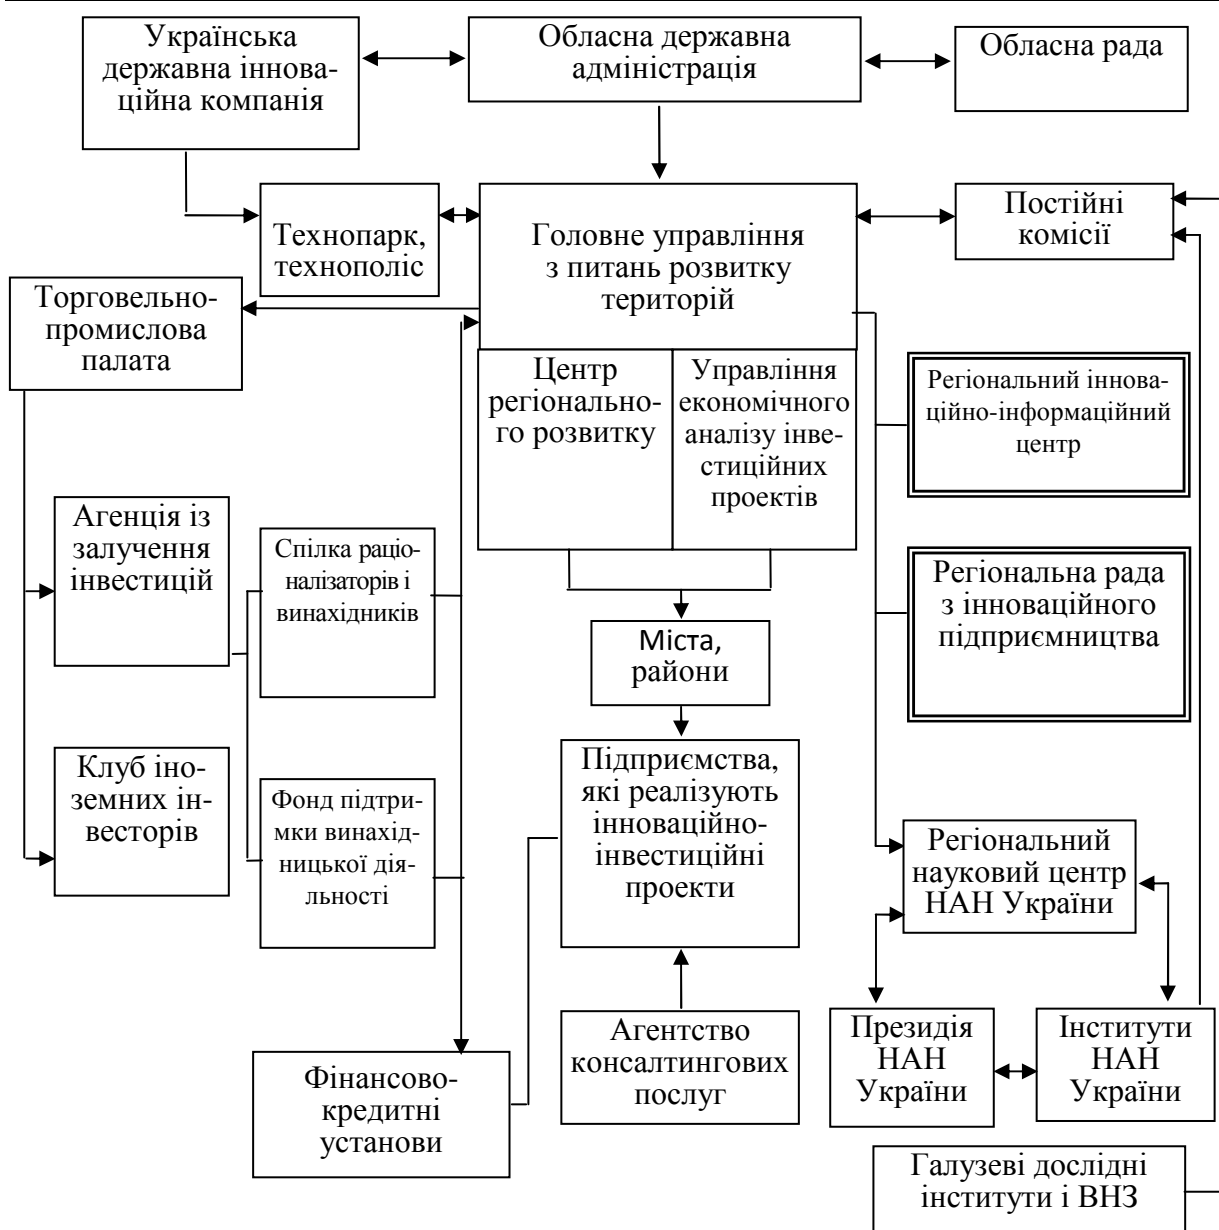 Українська
державна іннова-
ційна компанія
Обласна державна
адміністрація
Обласна рада
Технопарк,
технополіс
Головне управління
з питань розвитку
територій
Постійні
комісії
Торговельно-
промислова
палата
Центр
регіонально-
го розвитку
Управління
економічного
аналізу інве-
стиційних
проектів
Регіональний іннова-
ційно-інформаційний
центр
Агенція із
залучення
інвестицій
Спілка раціо-
налізаторів і
винахідників
Регіональна рада
з інноваційного
підприємництва
Міста,
райони
Клуб іно-
земних ін-
весторів
Фонд підтри-
мки винахід-
ницької дія-
льності
Підприємства,
які реалізують
інноваційно-
інвестиційні
проекти
Регіональний
науковий центр
НАН України
Агентство
консалтингових
послуг
Президія
НАН
України
Інститути
НАН
України
Фінансово-
кредитні
установи
Галузеві дослідні
інститути і ВНЗ